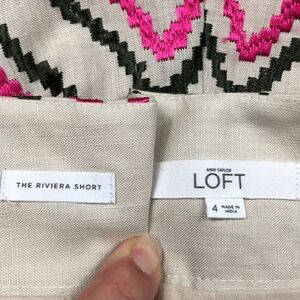 THE RIVIERA SHORT
ANN TAYLOR
LOFT
4
MADE IN
INDIA